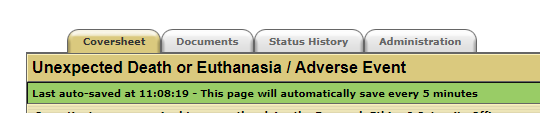 Coversheet Documents Status History Administration
Unexpected Death or Euthanasia / Adverse Event
Last auto-saved at 11:08:19 - This page will automatically save every 5 minutes